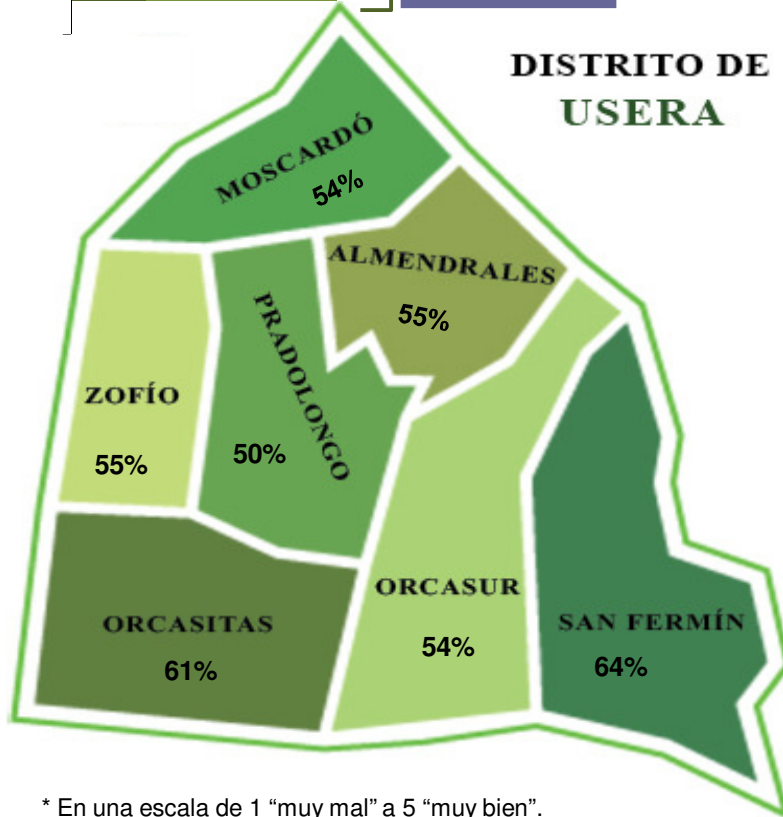 DISTRITO DE
USERA
MOSCARDÓ
54%
ALMENDRALES
55%
PRADOLONGO
50%
ZOFÍO
55%
ORCASITAS
61%
ORCASUR
54%
SAN FERMÍN
64%
* En una escala de 1 “muy mal” a 5 “muy bien”.